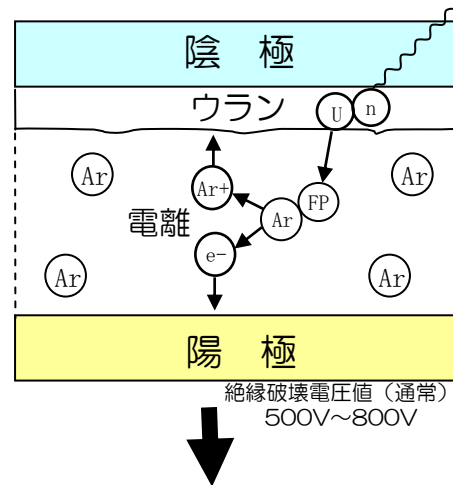 陰 極
ウラン
U n
Ar Ar+ Ar FP Ar
電離
e-
Ar Ar
陽 極
絶縁破壊電圧値（通常）
500V～800V